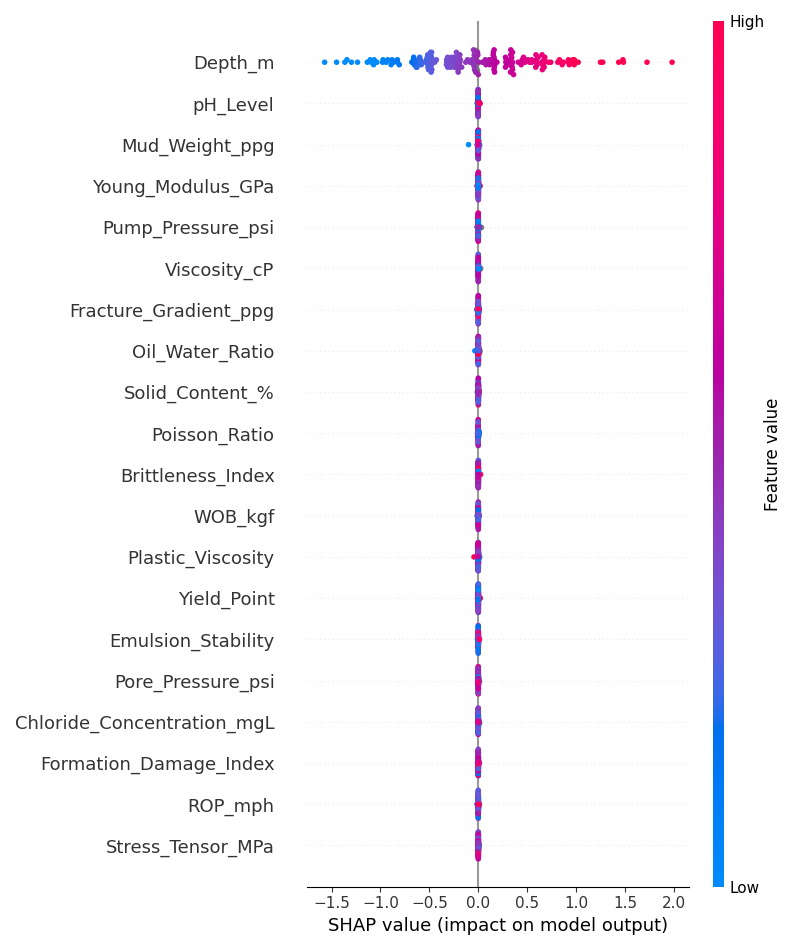 High
Depth_m
pH_Level
Mud_Weight_ppg
Young_Modulus_GPa
Pump_Pressure_psi
Viscosity_cP
Fracture_Gradient_ppg
Oil_Water_Ratio
Solid_Content_%
Poisson_Ratio
Brittleness_Index
WOB_kgf
Plastic_Viscosity
Yield_Point
Emulsion_Stability
Pore_Pressure_psi
Chloride_Concentration_mgL
Formation_Damage_Index
ROP_mph
Stress_Tensor_MPa
Feature value
Low
−1.5 −1.0 −0.5 0.0 0.5 1.0 1.5 2.0
SHAP value (impact on model output)